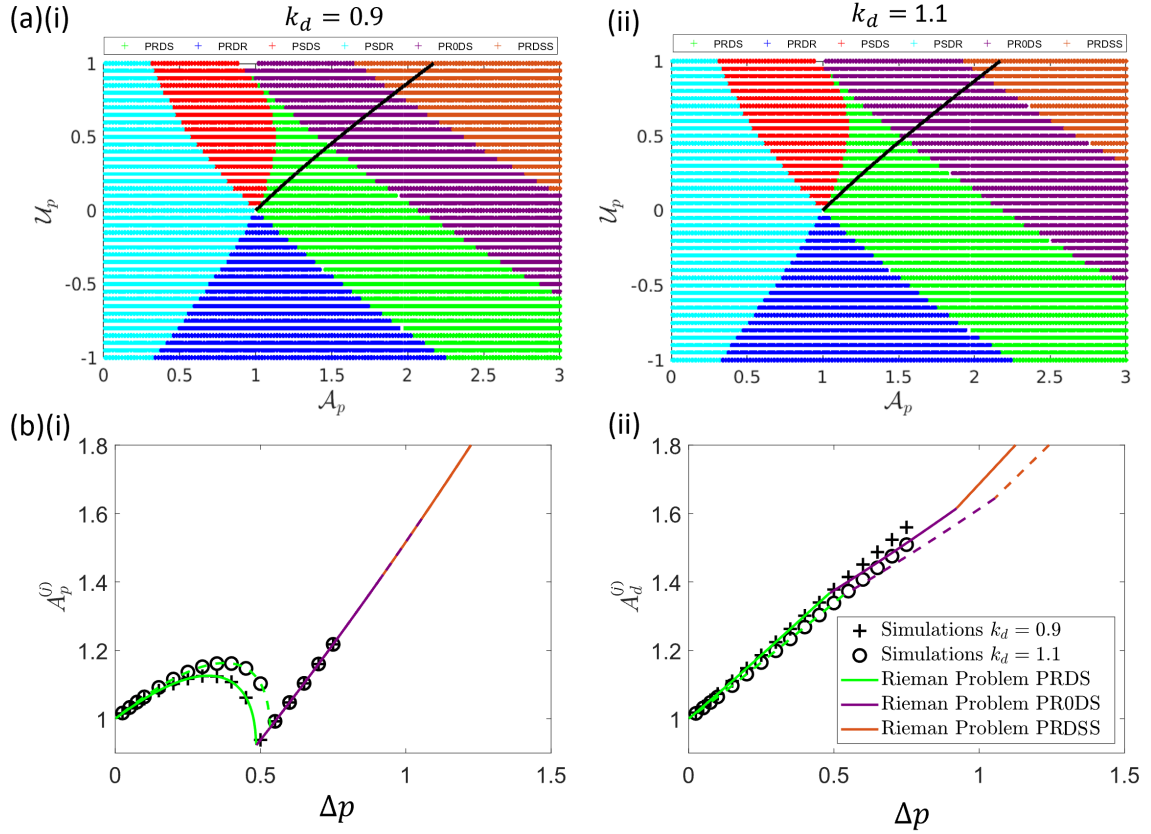 (a)(i)
k_d = 0.9
PRDS PRDR PSDS PSDR PR0DS PRDSS
1
0.5
0
-0.5
-1
𝒰_p
0 0.5 1 1.5 2 2.5 3
𝒜_p
(ii)
k_d = 1.1
PRDS PRDR PSDS PSDR PR0DS PRDSS
1
0.5
0
-0.5
-1
𝒰_p
0 0.5 1 1.5 2 2.5 3
𝒜_p
(b)(i)
1.8
1.6
1.4
1.2
1
A_p^(i)
0 0.5 1 1.5
Δp
(ii)
1.8
1.6
1.4
1.2
1
A_d^(i)
Simulations k_d = 0.9
Simulations k_d = 1.1
Rieman Problem PRDS
Rieman Problem PR0DS
Rieman Problem PRDSS
0 0.5 1 1.5
Δp